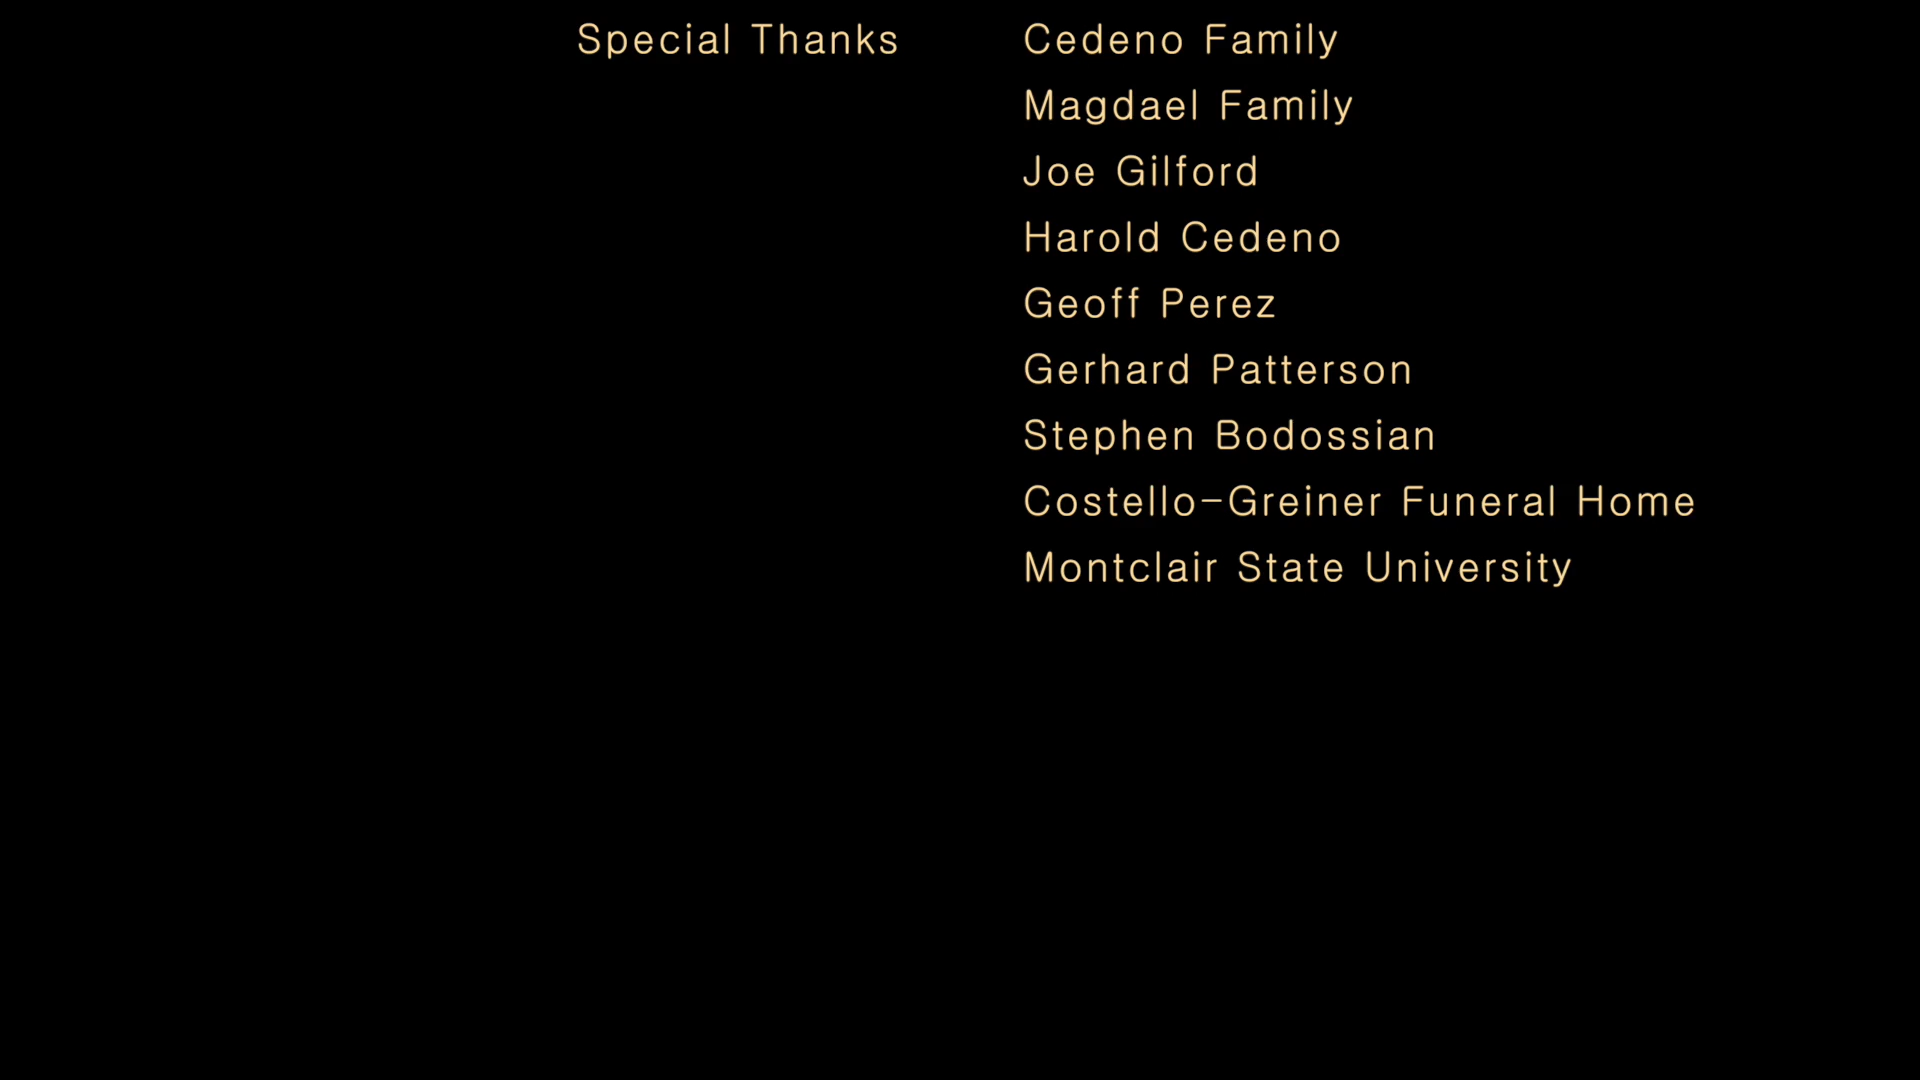 Special Thanks Cedeno Family
Magdael Family
Joe Gilford
Harold Cedeno
Geoff Perez
Gerhard Patterson
Stephen Bodossian
Costello-Greiner Funeral Home
Montclair State University